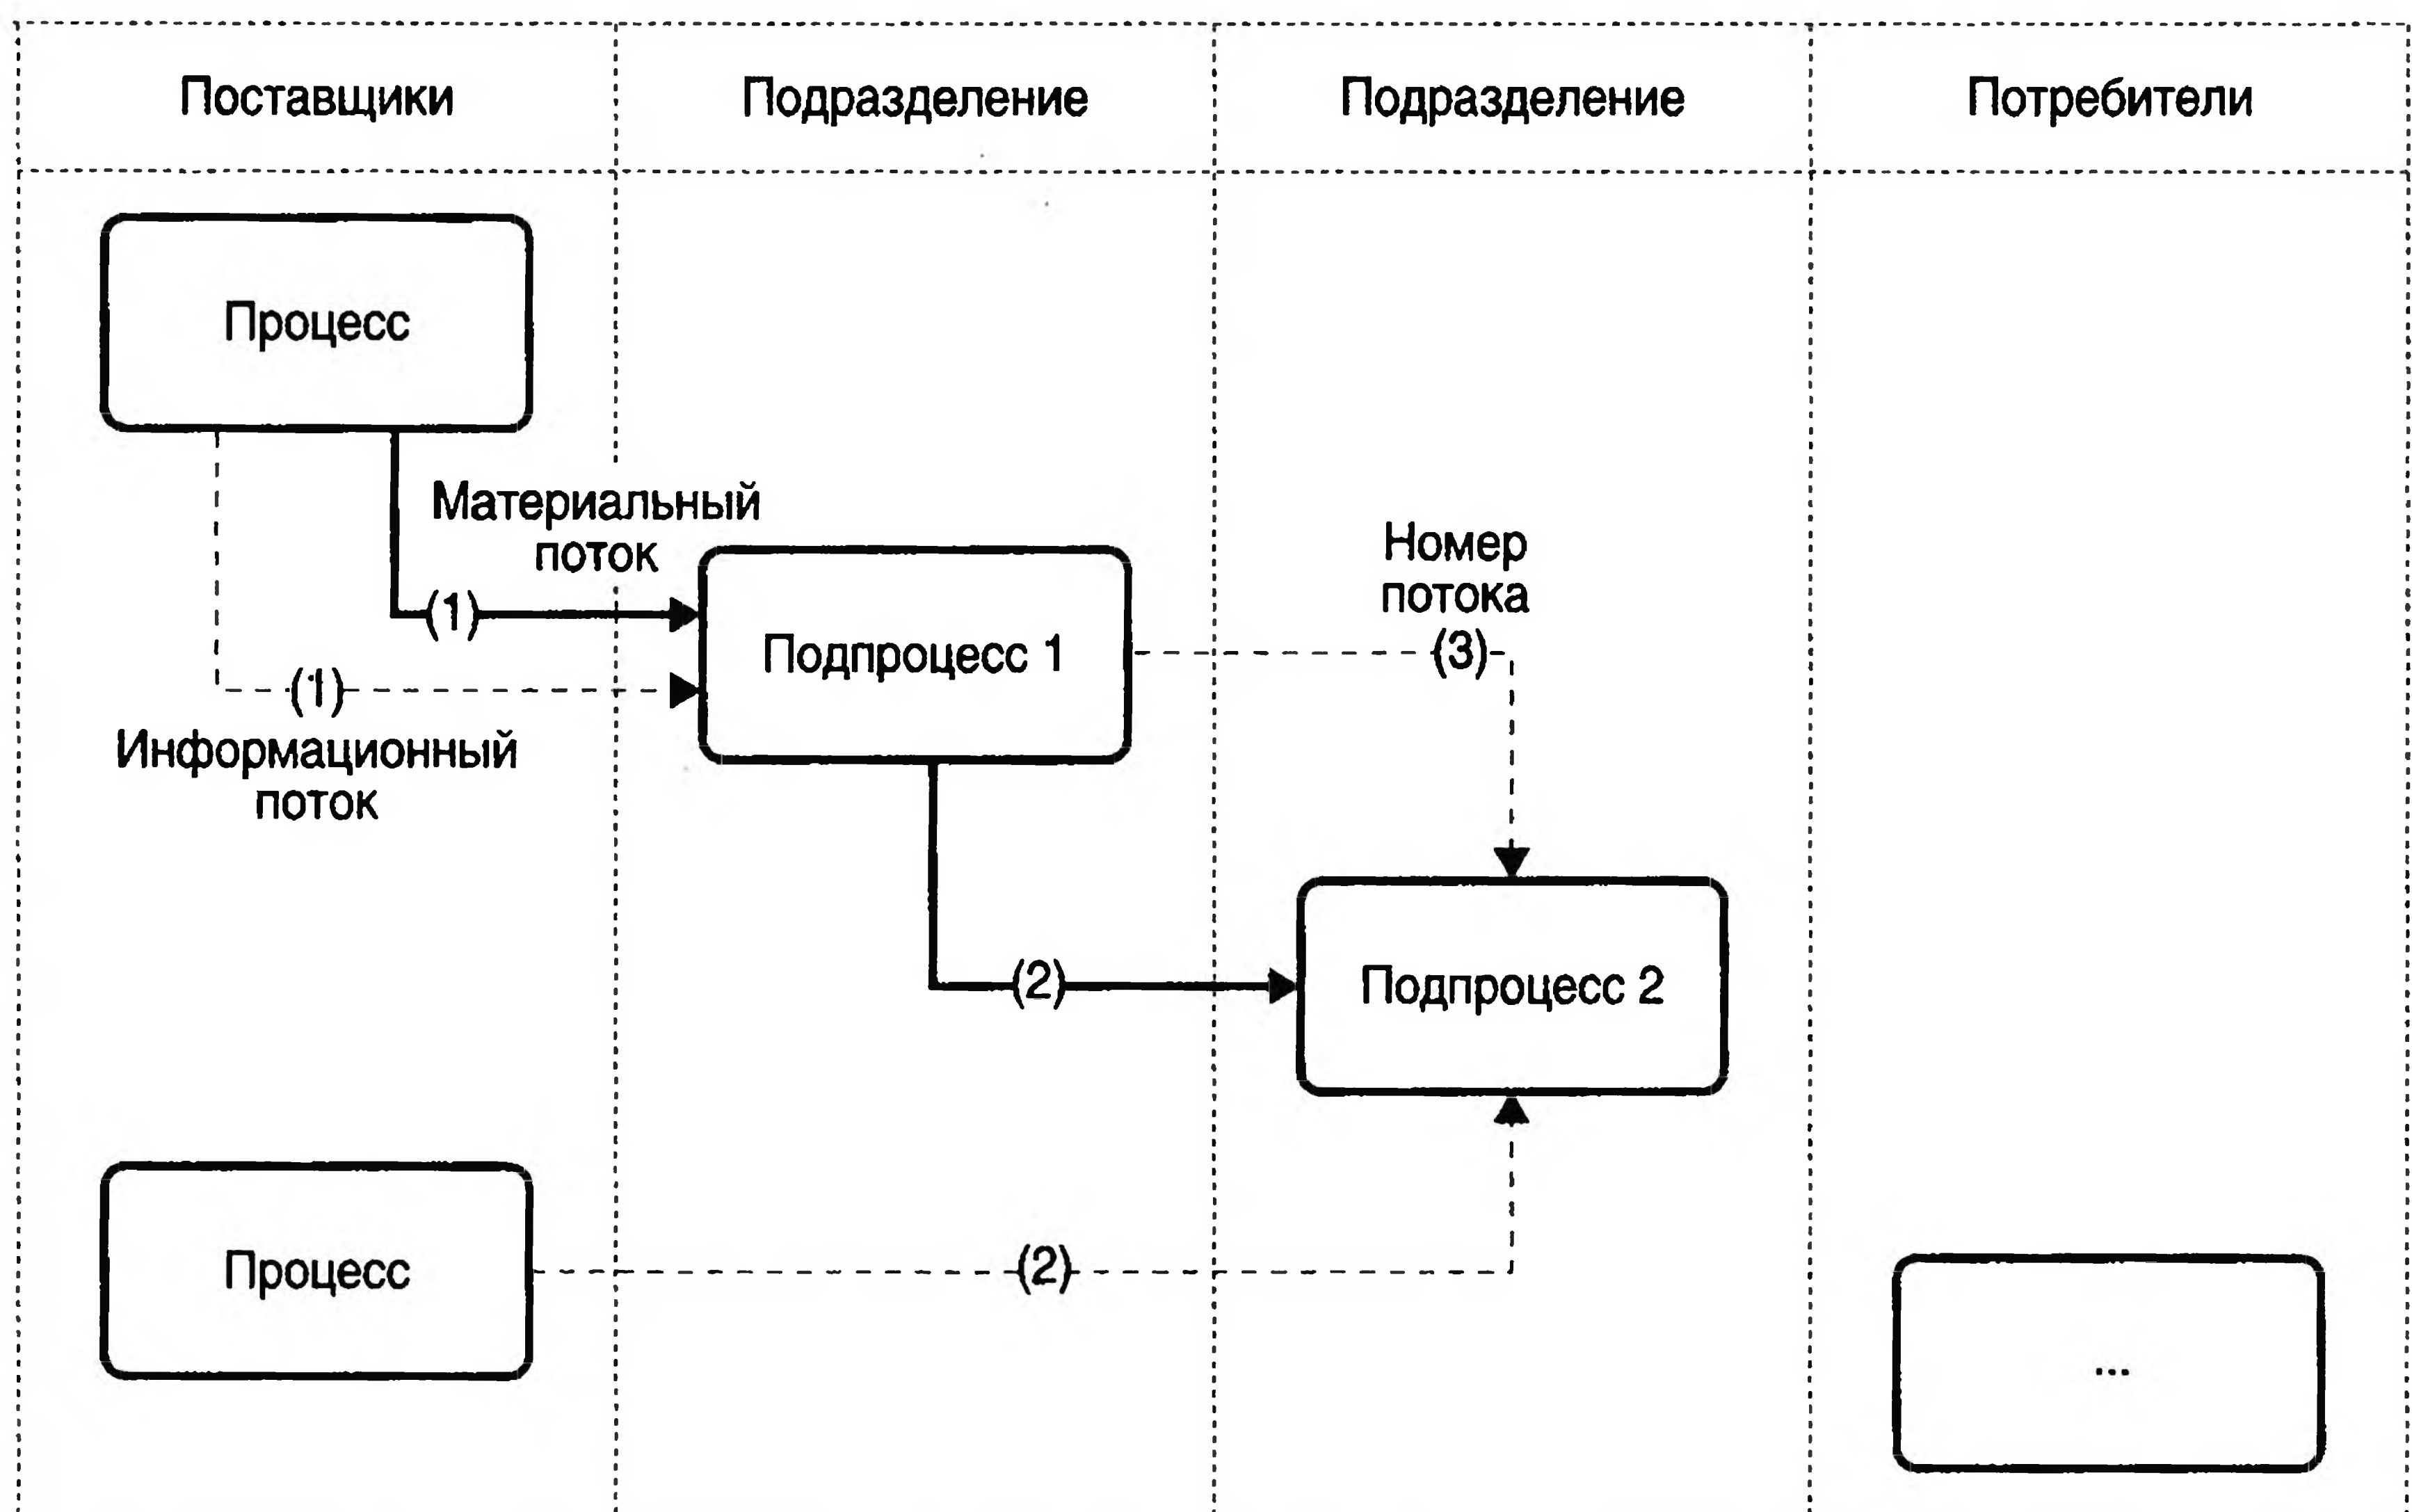 Поставщики
Подразделение
Подразделение
Потребители
Процесс
Материальный
поток
(1)
Номер
потока
(3)
Подпроцесс 1
(1)
Информационный
поток
(2)
Подпроцесс 2
Процесс
(2)
...